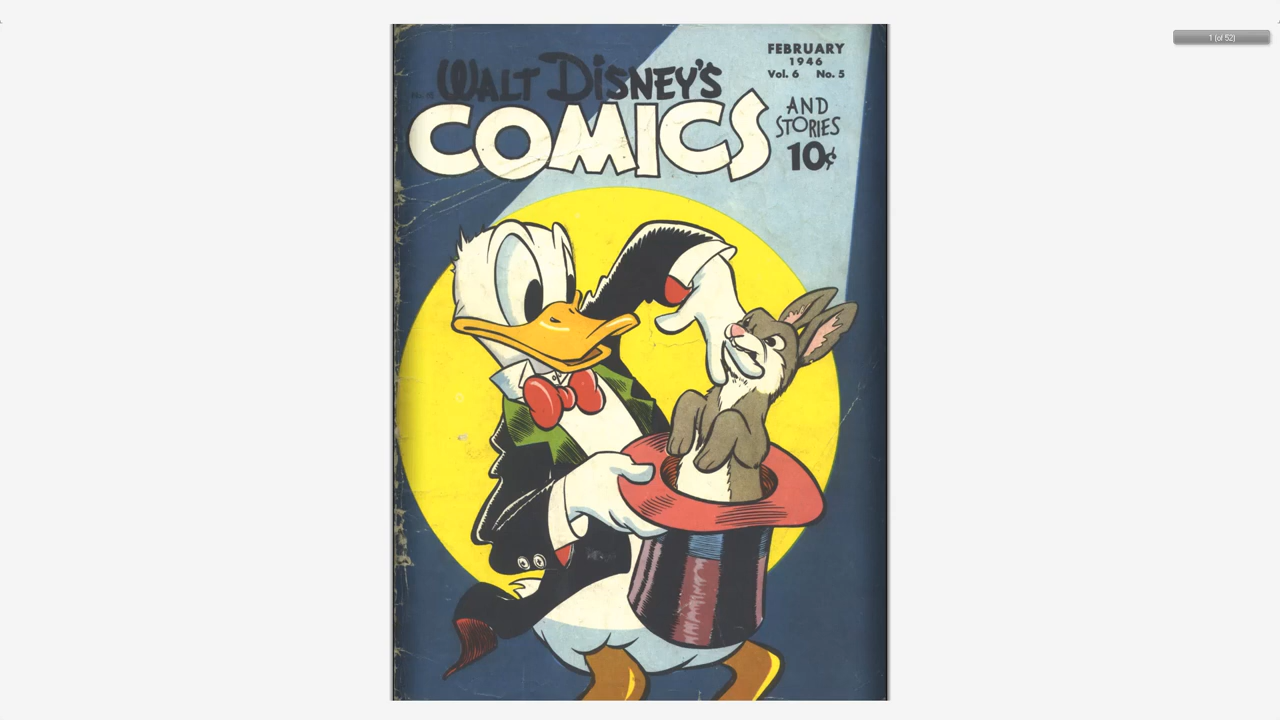 WALT DISNEY'S
COMICS
AND
STORIES
10¢
FEBRUARY
1946
Vol. 6 No. 5
1 (of 52)